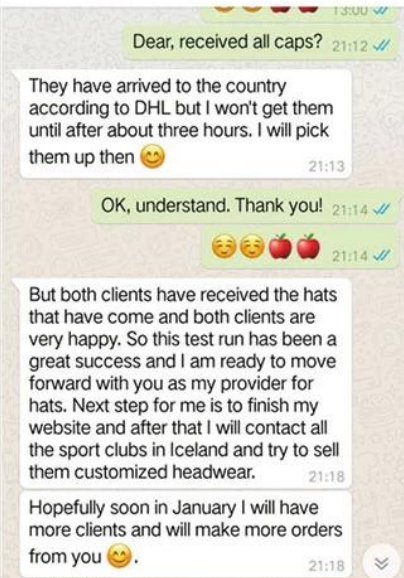 13:00
Dear, received all caps? 21:12
They have arrived to the country
according to DHL but I won't get them
until after about three hours. I will pick
them up then 😊
21:13
OK, understand. Thank you! 21:14
☺️☺️🍎🍎 21:14
But both clients have received the hats
that have come and both clients are
very happy. So this test run has been a
great success and I am ready to move
forward with you as my provider for
hats. Next step for me is to finish my
website and after that I will contact all
the sport clubs in Iceland and try to sell
them customized headwear.
21:18
Hopefully soon in January I will have
more clients and will make more orders
from you 😊.
21:18